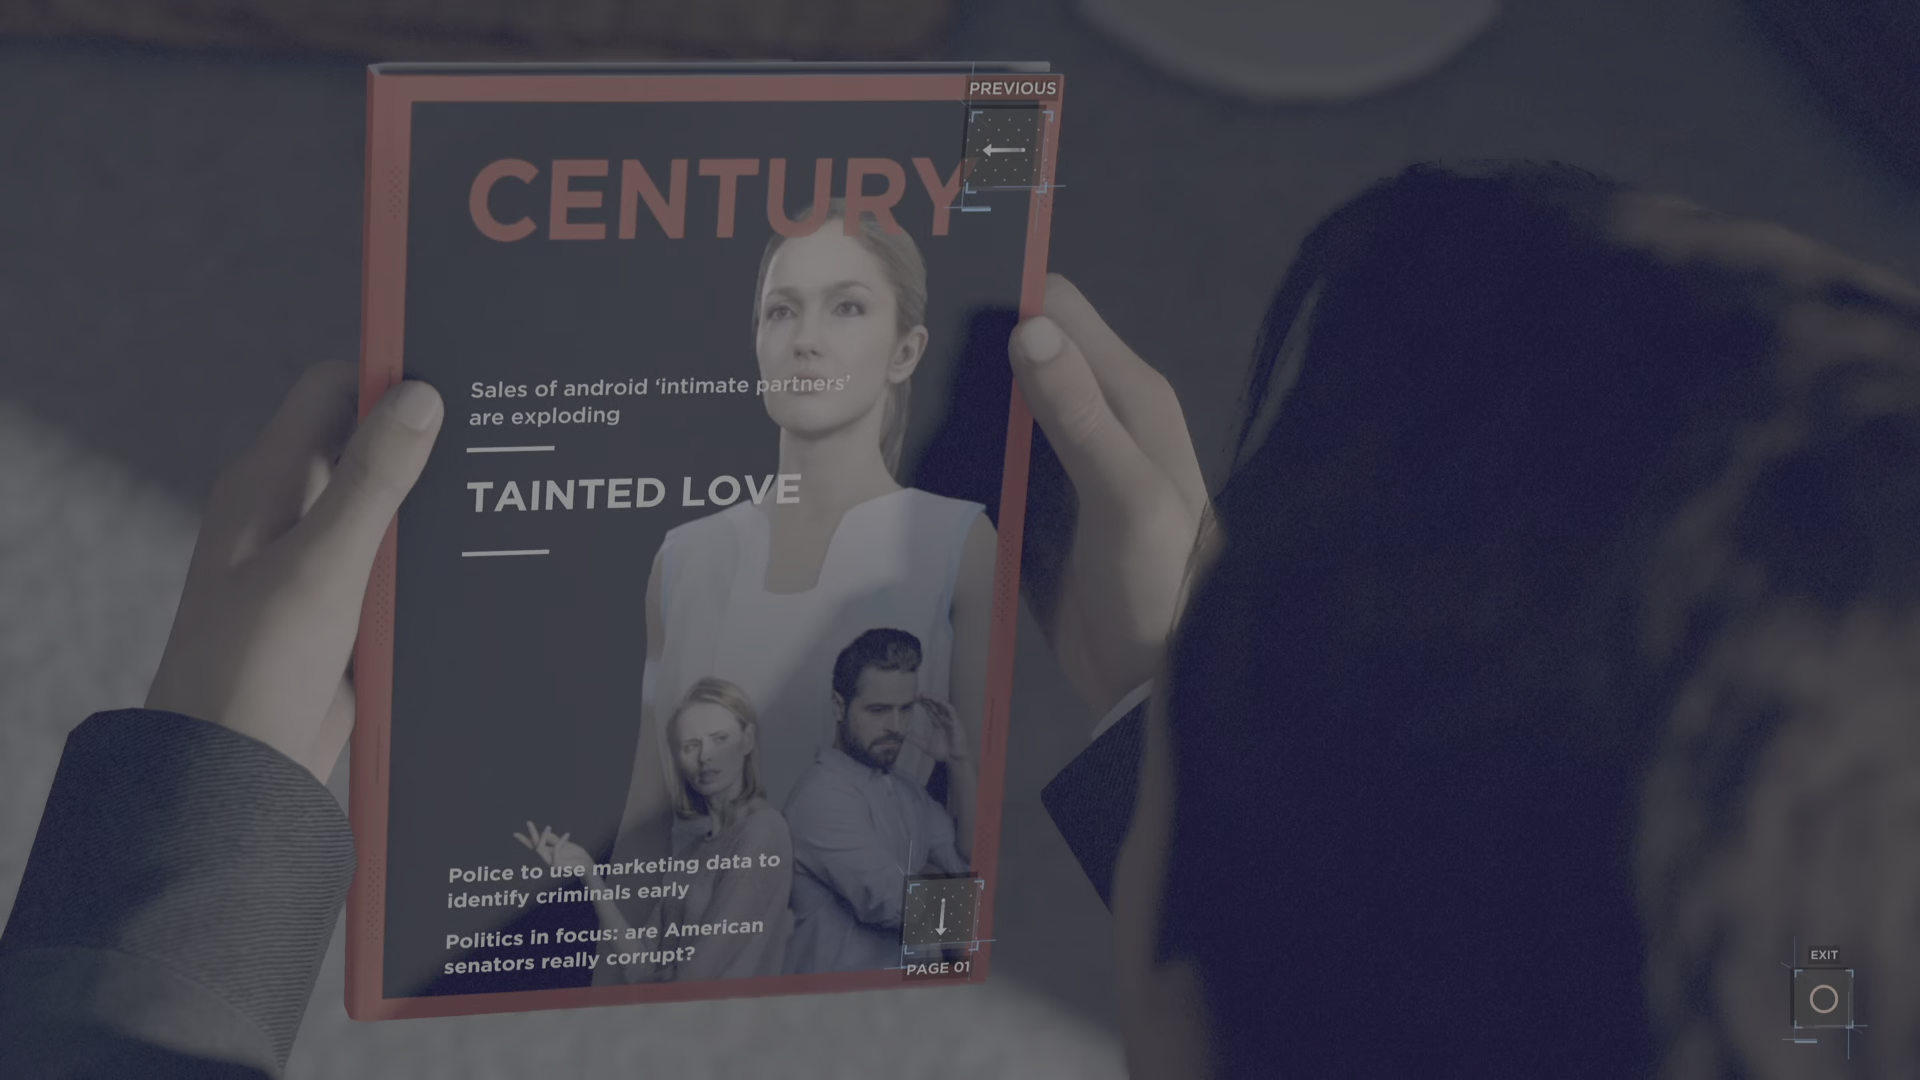 PREVIOUS
CENTURY
Sales of android ‘intimate partners’
are exploding
TAINTED LOVE
Police to use marketing data to
identify criminals early
Politics in focus: are American
senators really corrupt?
PAGE 01
EXIT